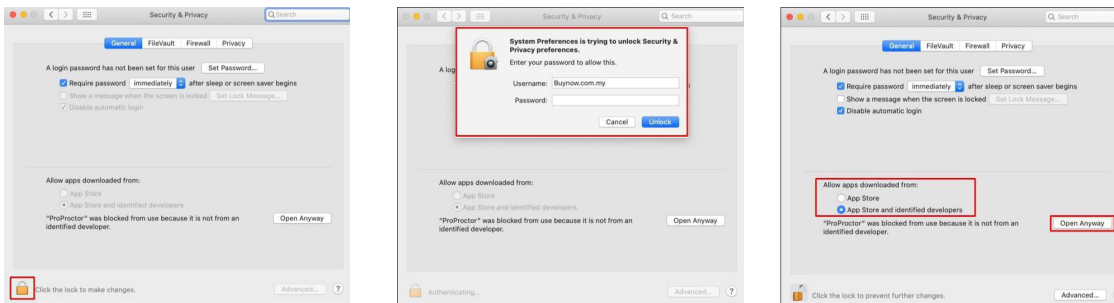 Security & Privacy
Search
General FileVault Firewall Privacy
A login password has not been set for this user Set Password...
Require password immediately after sleep or screen saver begins
Show a message when the screen is locked Set Lock Message...
Disable automatic login
Allow apps downloaded from:
App Store
App Store and identified developers
"ProProctor" was blocked from use because it is not from an
identified developer.
Open Anyway
Click the lock to make changes.
Advanced... ?
Security & Privacy
Search
System Preferences is trying to unlock Security &
Privacy preferences.
Enter your password to allow this.
Username: Buynow.com.my
Password:
Cancel Unlock
A log
Allow apps downloaded from:
App Store
App Store and identified developers
"ProProctor" was blocked from use because it is not from an
identified developer.
Open Anyway
Authenticating...
Advanced... ?
Security & Privacy
Search
General FileVault Firewall Privacy
A login password has not been set for this user Set Password...
Require password immediately after sleep or screen saver begins
Show a message when the screen is locked Set Lock Message...
Disable automatic login
Allow apps downloaded from:
App Store
App Store and identified developers
"ProProctor" was blocked from use because it is not from an
identified developer.
Open Anyway
Click the lock to prevent further changes.
Advanced...